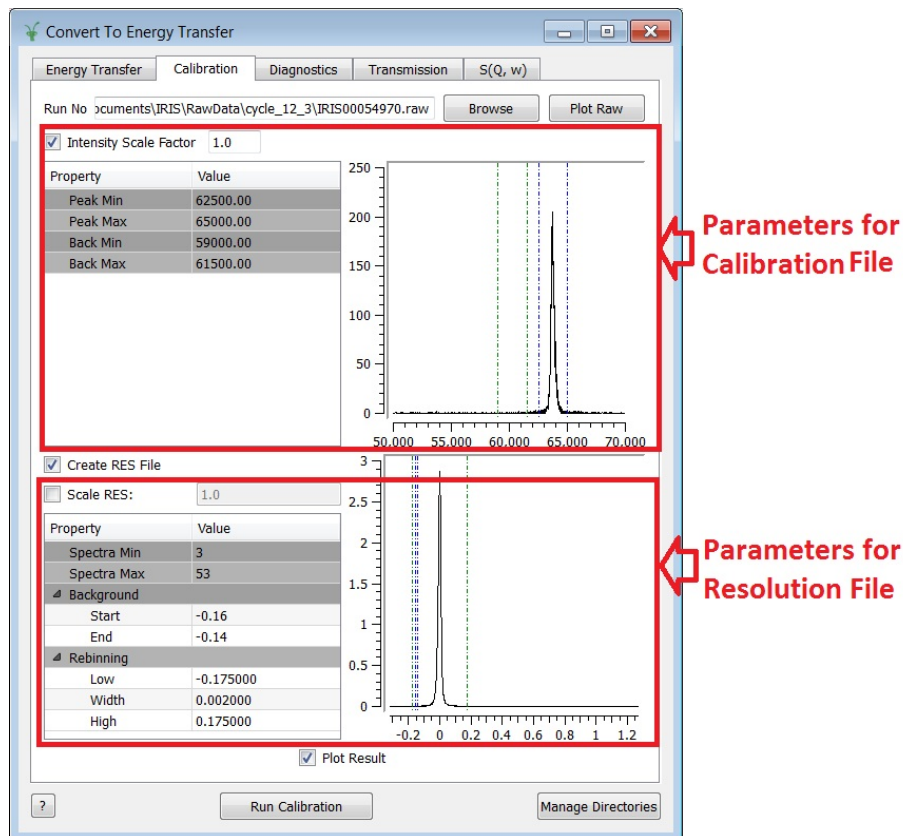 Convert To Energy Transfer
Energy Transfer Calibration Diagnostics Transmission S(Q, w)
Run No ocuments\IRIS\RawData\cycle_12_3\IRIS00054970.raw Browse Plot Raw
Intensity Scale Factor 1.0
Property Value
Peak Min 62500.00
Peak Max 65000.00
Back Min 59000.00
Back Max 61500.00
250
200
150
100
50
0
50,000 55,000 60,000 65,000 70,000
Parameters for
Calibration File
Create RES File
Scale RES: 1.0
Property Value
Spectra Min 3
Spectra Max 53
Background
Start -0.16
End -0.14
Rebinning
Low -0.175000
Width 0.002000
High 0.175000
3
2.5
2
1.5
1
0.5
0
-0.2 0 0.2 0.4 0.6 0.8 1 1.2
Parameters for
Resolution File
Plot Result
? Run Calibration Manage Directories